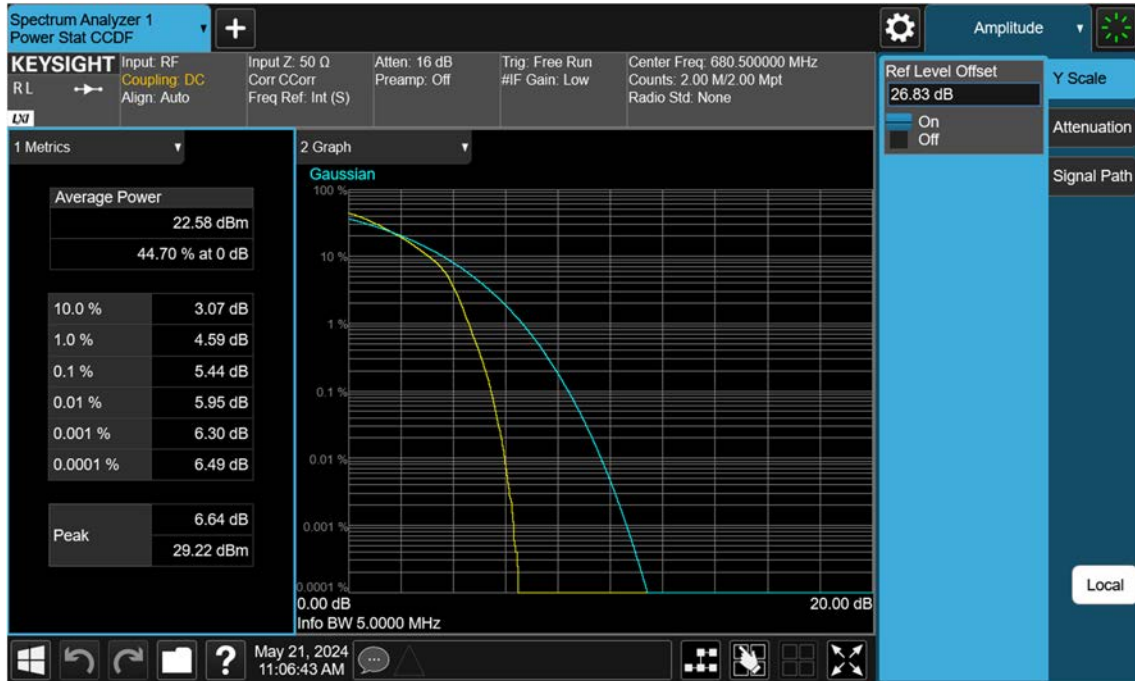 Spectrum Analyzer 1
Power Stat CCDF
Amplitude
KEYSIGHT
RL
LXI
Input: RF
Coupling: DC
Align: Auto
Input Z: 50 Ω
Corr CCorr
Freq Ref: Int (S)
Atten: 16 dB
Preamp: Off
Trig: Free Run
#IF Gain: Low
Center Freq: 680.500000 MHz
Counts: 2.00 M/2.00 Mpt
Radio Std: None
Ref Level Offset
26.83 dB
On
Off
Y Scale
Attenuation
Signal Path
1 Metrics
Average Power
22.58 dBm
44.70 % at 0 dB
10.0 % 3.07 dB
1.0 % 4.59 dB
0.1 % 5.44 dB
0.01 % 5.95 dB
0.001 % 6.30 dB
0.0001 % 6.49 dB
Peak
6.64 dB
29.22 dBm
2 Graph
Gaussian
100 %
10 %
1 %
0.1 %
0.01 %
0.001 %
0.0001 %
0.00 dB 20.00 dB
Info BW 5.0000 MHz
Local
?
May 21, 2024
11:06:43 AM